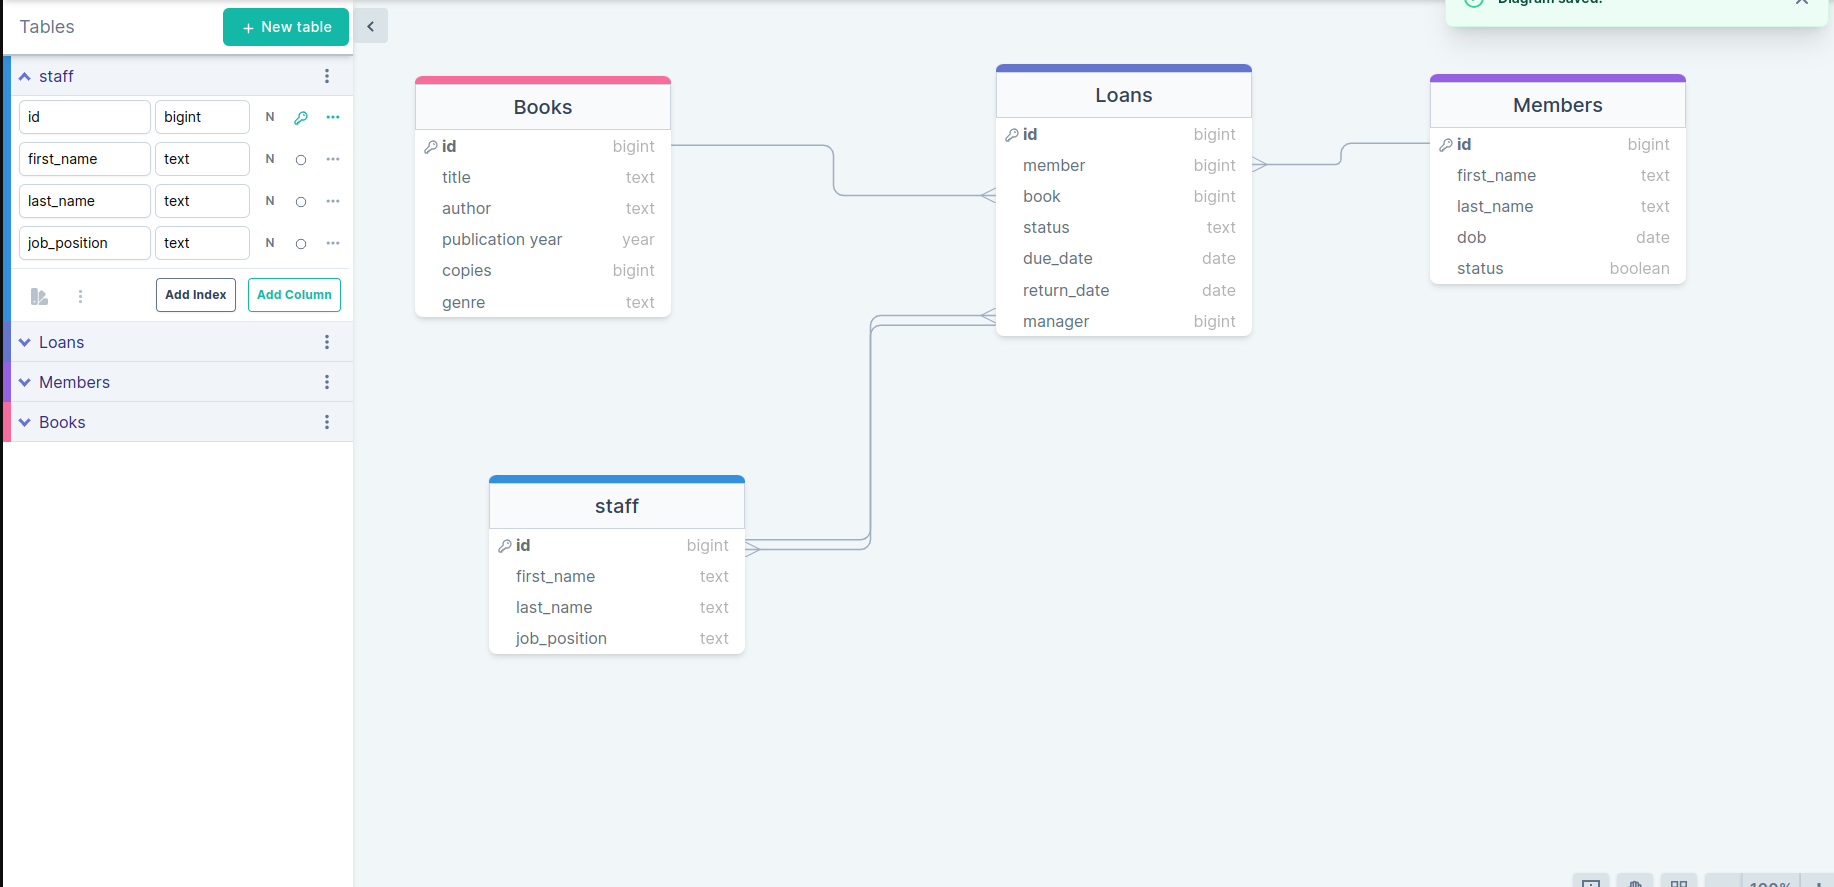 Tables
+ New table
Diagram saved!
staff
id bigint N
first_name text N
last_name text N
job_position text N
Add Index
Add Column
Loans
Members
Books
Books
id bigint
title text
author text
publication year year
copies bigint
genre text
Loans
id bigint
member bigint
book bigint
status text
due_date date
return_date date
manager bigint
Members
id bigint
first_name text
last_name text
dob date
status boolean
staff
id bigint
first_name text
last_name text
job_position text
100%